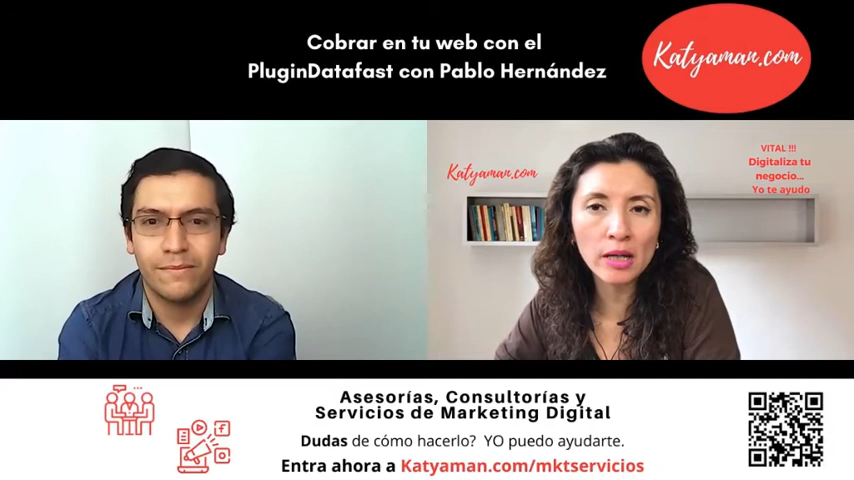 Cobrar en tu web con el
PluginDatafast con Pablo Hernández
Katyaman.com
Katyaman.com
VITAL !!!
Digitaliza tu
negocio...
Yo te ayudo
Asesorías, Consultorías y
Servicios de Marketing Digital
Dudas de cómo hacerlo? YO puedo ayudarte.
Entra ahora a Katyaman.com/mktservicios